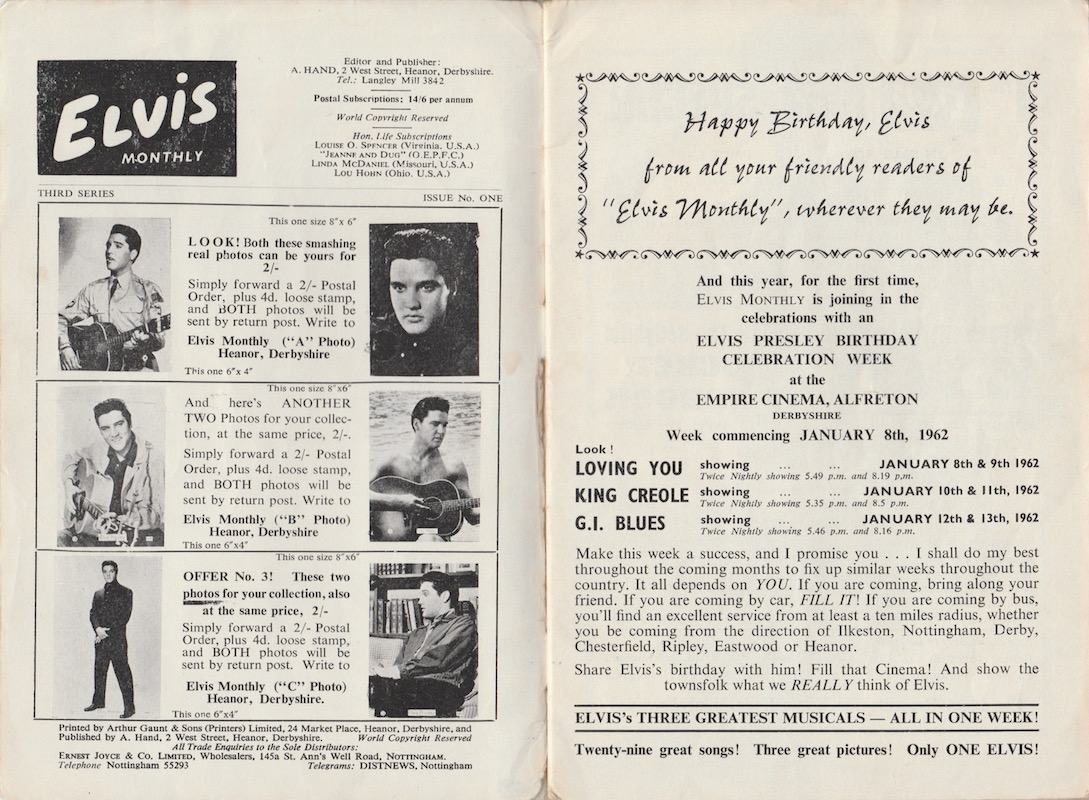 ELVIS
MONTHLY
Editor and Publisher:
A. HAND, 2 West Street, Heanor, Derbyshire.
Tel.: Langley Mill 3842
Postal Subscriptions: 14/6 per annum
World Copyright Reserved
Hon. Life Subscriptions
LOUISE O. SPENCER (Virginia, U.S.A.)
"JEANNE AND DUG" (O.E.P.F.C.)
LINDA MCDANIEL (Missouri, U.S.A.)
LOU HOHN (Ohio, U.S.A.)
THIRD SERIES
ISSUE No. ONE
This one size 8"x 6"
LOOK! Both these smashing
real photos can be yours for
2/-
Simply forward a 2/- Postal
Order, plus 4d. loose stamp,
and BOTH photos will be
sent by return post. Write to
Elvis Monthly ("A" Photo)
Heanor, Derbyshire
This one 6"x 4"
This one size 8"x6"
And here's ANOTHER
TWO Photos for your collec-
tion, at the same price, 2/-.
Simply forward a 2/- Postal
Order, plus 4d. loose stamp,
and BOTH photos will be
sent by return post. Write to
Elvis Monthly ("B" Photo)
Heanor, Derbyshire
This one 6"x4"
This one size 8"x6"
OFFER No. 3! These two
photos for your collection, also
at the same price, 2/-
Simply forward a 2/- Postal
Order, plus 4d. loose stamp,
and BOTH photos will be
sent by return post. Write to
Elvis Monthly ("C" Photo)
Heanor, Derbyshire.
This one 6"x4"
Printed by Arthur Gaunt & Sons (Printers) Limited, 24 Market Place, Heanor, Derbyshire, and
Published by A. Hand, 2 West Street, Heanor, Derbyshire. World Copyright Reserved
All Trade Enquiries to the Sole Distributors:
ERNEST JOYCE & CO. LIMITED, Wholesalers, 145a St. Ann's Well Road, NOTTINGHAM.
Telephone Nottingham 55293 Telegrams: DISTNEWS, Nottingham
Happy Birthday, Elvis
from all your friendly readers of
"Elvis Monthly", wherever they may be.
And this year, for the first time,
ELVIS MONTHLY is joining in the
celebrations with an
ELVIS PRESLEY BIRTHDAY
CELEBRATION WEEK
at the
EMPIRE CINEMA, ALFRETON
DERBYSHIRE
Week commencing JANUARY 8th, 1962
Look !
LOVING YOU showing ... ... JANUARY 8th & 9th 1962
Twice Nightly showing 5.49 p.m. and 8.19 p.m.
KING CREOLE showing ... ... JANUARY 10th & 11th, 1962
Twice Nightly showing 5.35 p.m. and 8.5 p.m.
G.I. BLUES showing ... ... JANUARY 12th & 13th, 1962
Twice Nightly showing 5.46 p.m. and 8.16 p.m.
Make this week a success, and I promise you . . . I shall do my best
throughout the coming months to fix up similar weeks throughout the
country. It all depends on YOU. If you are coming, bring along your
friend. If you are coming by car, FILL IT! If you are coming by bus,
you'll find an excellent service from at least a ten miles radius, whether
you be coming from the direction of Ilkeston, Nottingham, Derby,
Chesterfield, Ripley, Eastwood or Heanor.
Share Elvis's birthday with him! Fill that Cinema! And show the
townsfolk what we REALLY think of Elvis.
ELVIS's THREE GREATEST MUSICALS — ALL IN ONE WEEK!
Twenty-nine great songs! Three great pictures! Only ONE ELVIS!